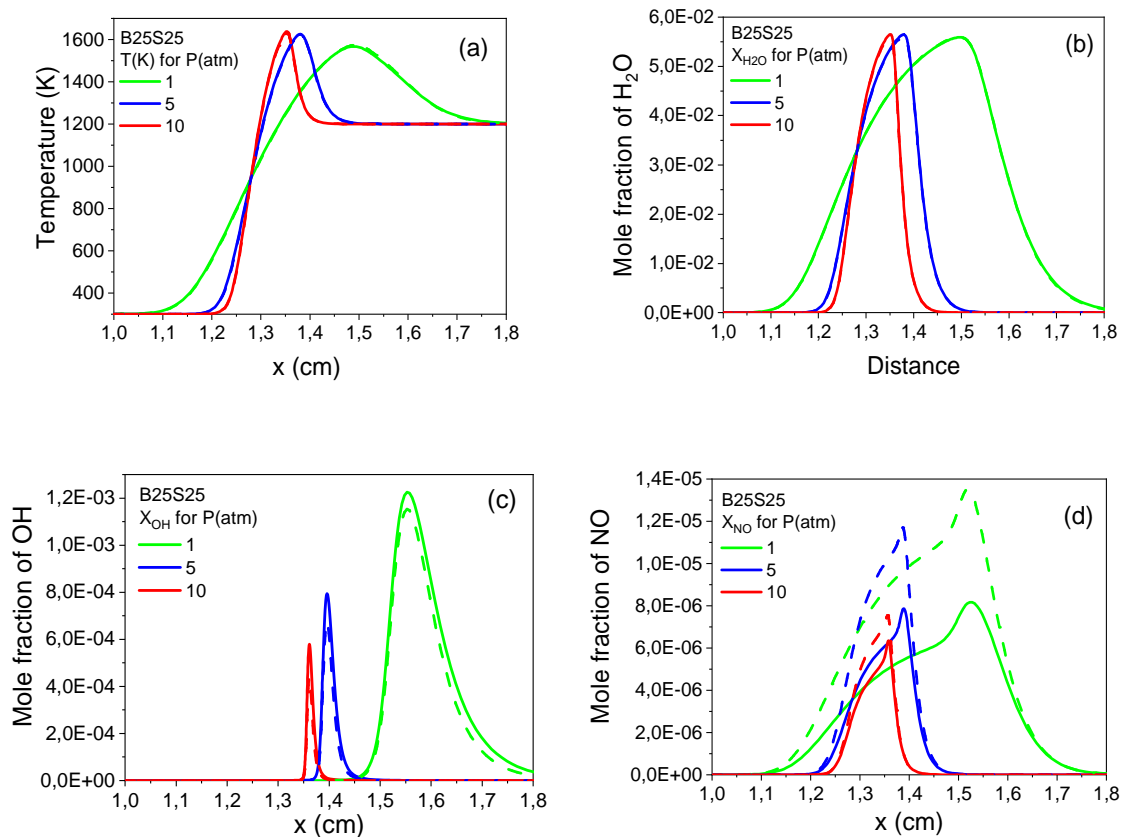 B25S25
T(K) for P(atm)
1
5
10
(a)
1600
1400
1200
1000
800
600
400
Temperature (K)
1,0 1,1 1,2 1,3 1,4 1,5 1,6 1,7 1,8
x (cm)
B25S25
X_H2O for P(atm)
1
5
10
(b)
6,0E-02
5,0E-02
4,0E-02
3,0E-02
2,0E-02
1,0E-02
0,0E+00
Mole fraction of H₂O
1,0 1,1 1,2 1,3 1,4 1,5 1,6 1,7 1,8
Distance
B25S25
X_OH for P(atm)
1
5
10
(c)
1,2E-03
1,0E-03
8,0E-04
6,0E-04
4,0E-04
2,0E-04
0,0E+00
Mole fraction of OH
1,0 1,1 1,2 1,3 1,4 1,5 1,6 1,7 1,8
x (cm)
B25S25
X_NO for P(atm)
1
5
10
(d)
1,4E-05
1,2E-05
1,0E-05
8,0E-06
6,0E-06
4,0E-06
2,0E-06
0,0E+00
Mole fraction of NO
1,0 1,1 1,2 1,3 1,4 1,5 1,6 1,7 1,8
x (cm)